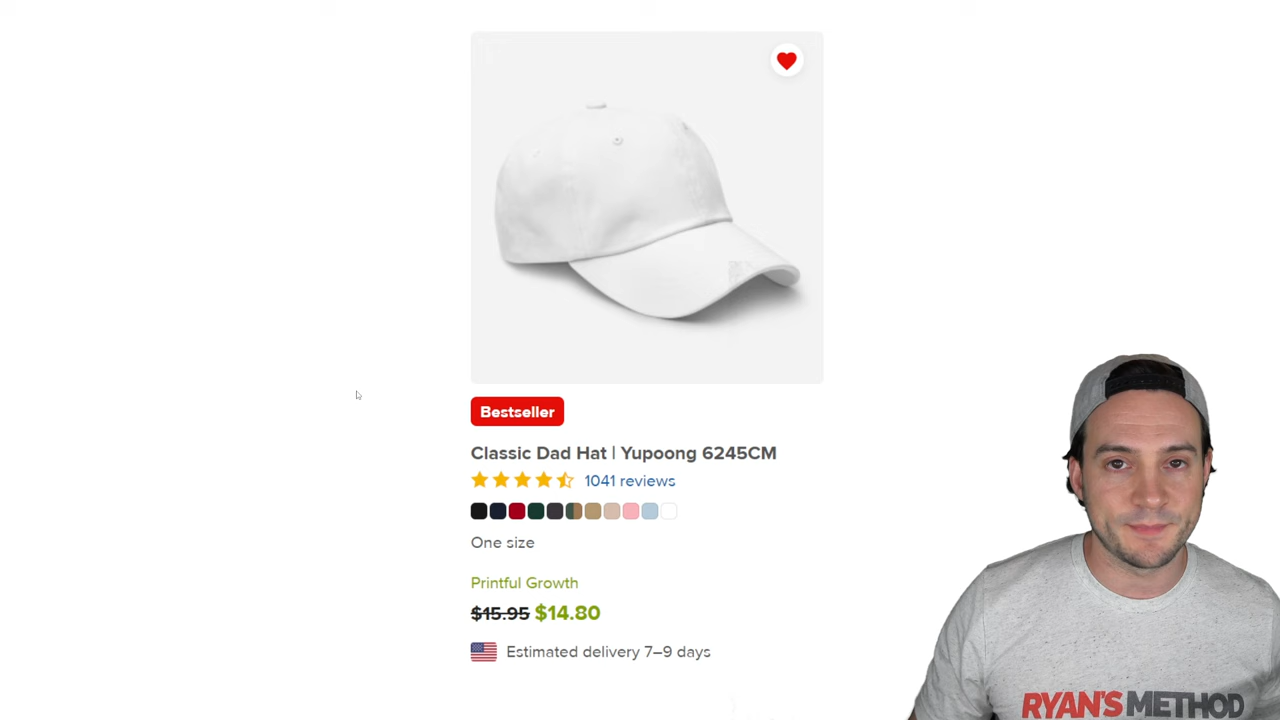 Bestseller
Classic Dad Hat | Yupoong 6245CM
1041 reviews
One size
Printful Growth
$15.95 $14.80
Estimated delivery 7–9 days
RYAN'S METHOD